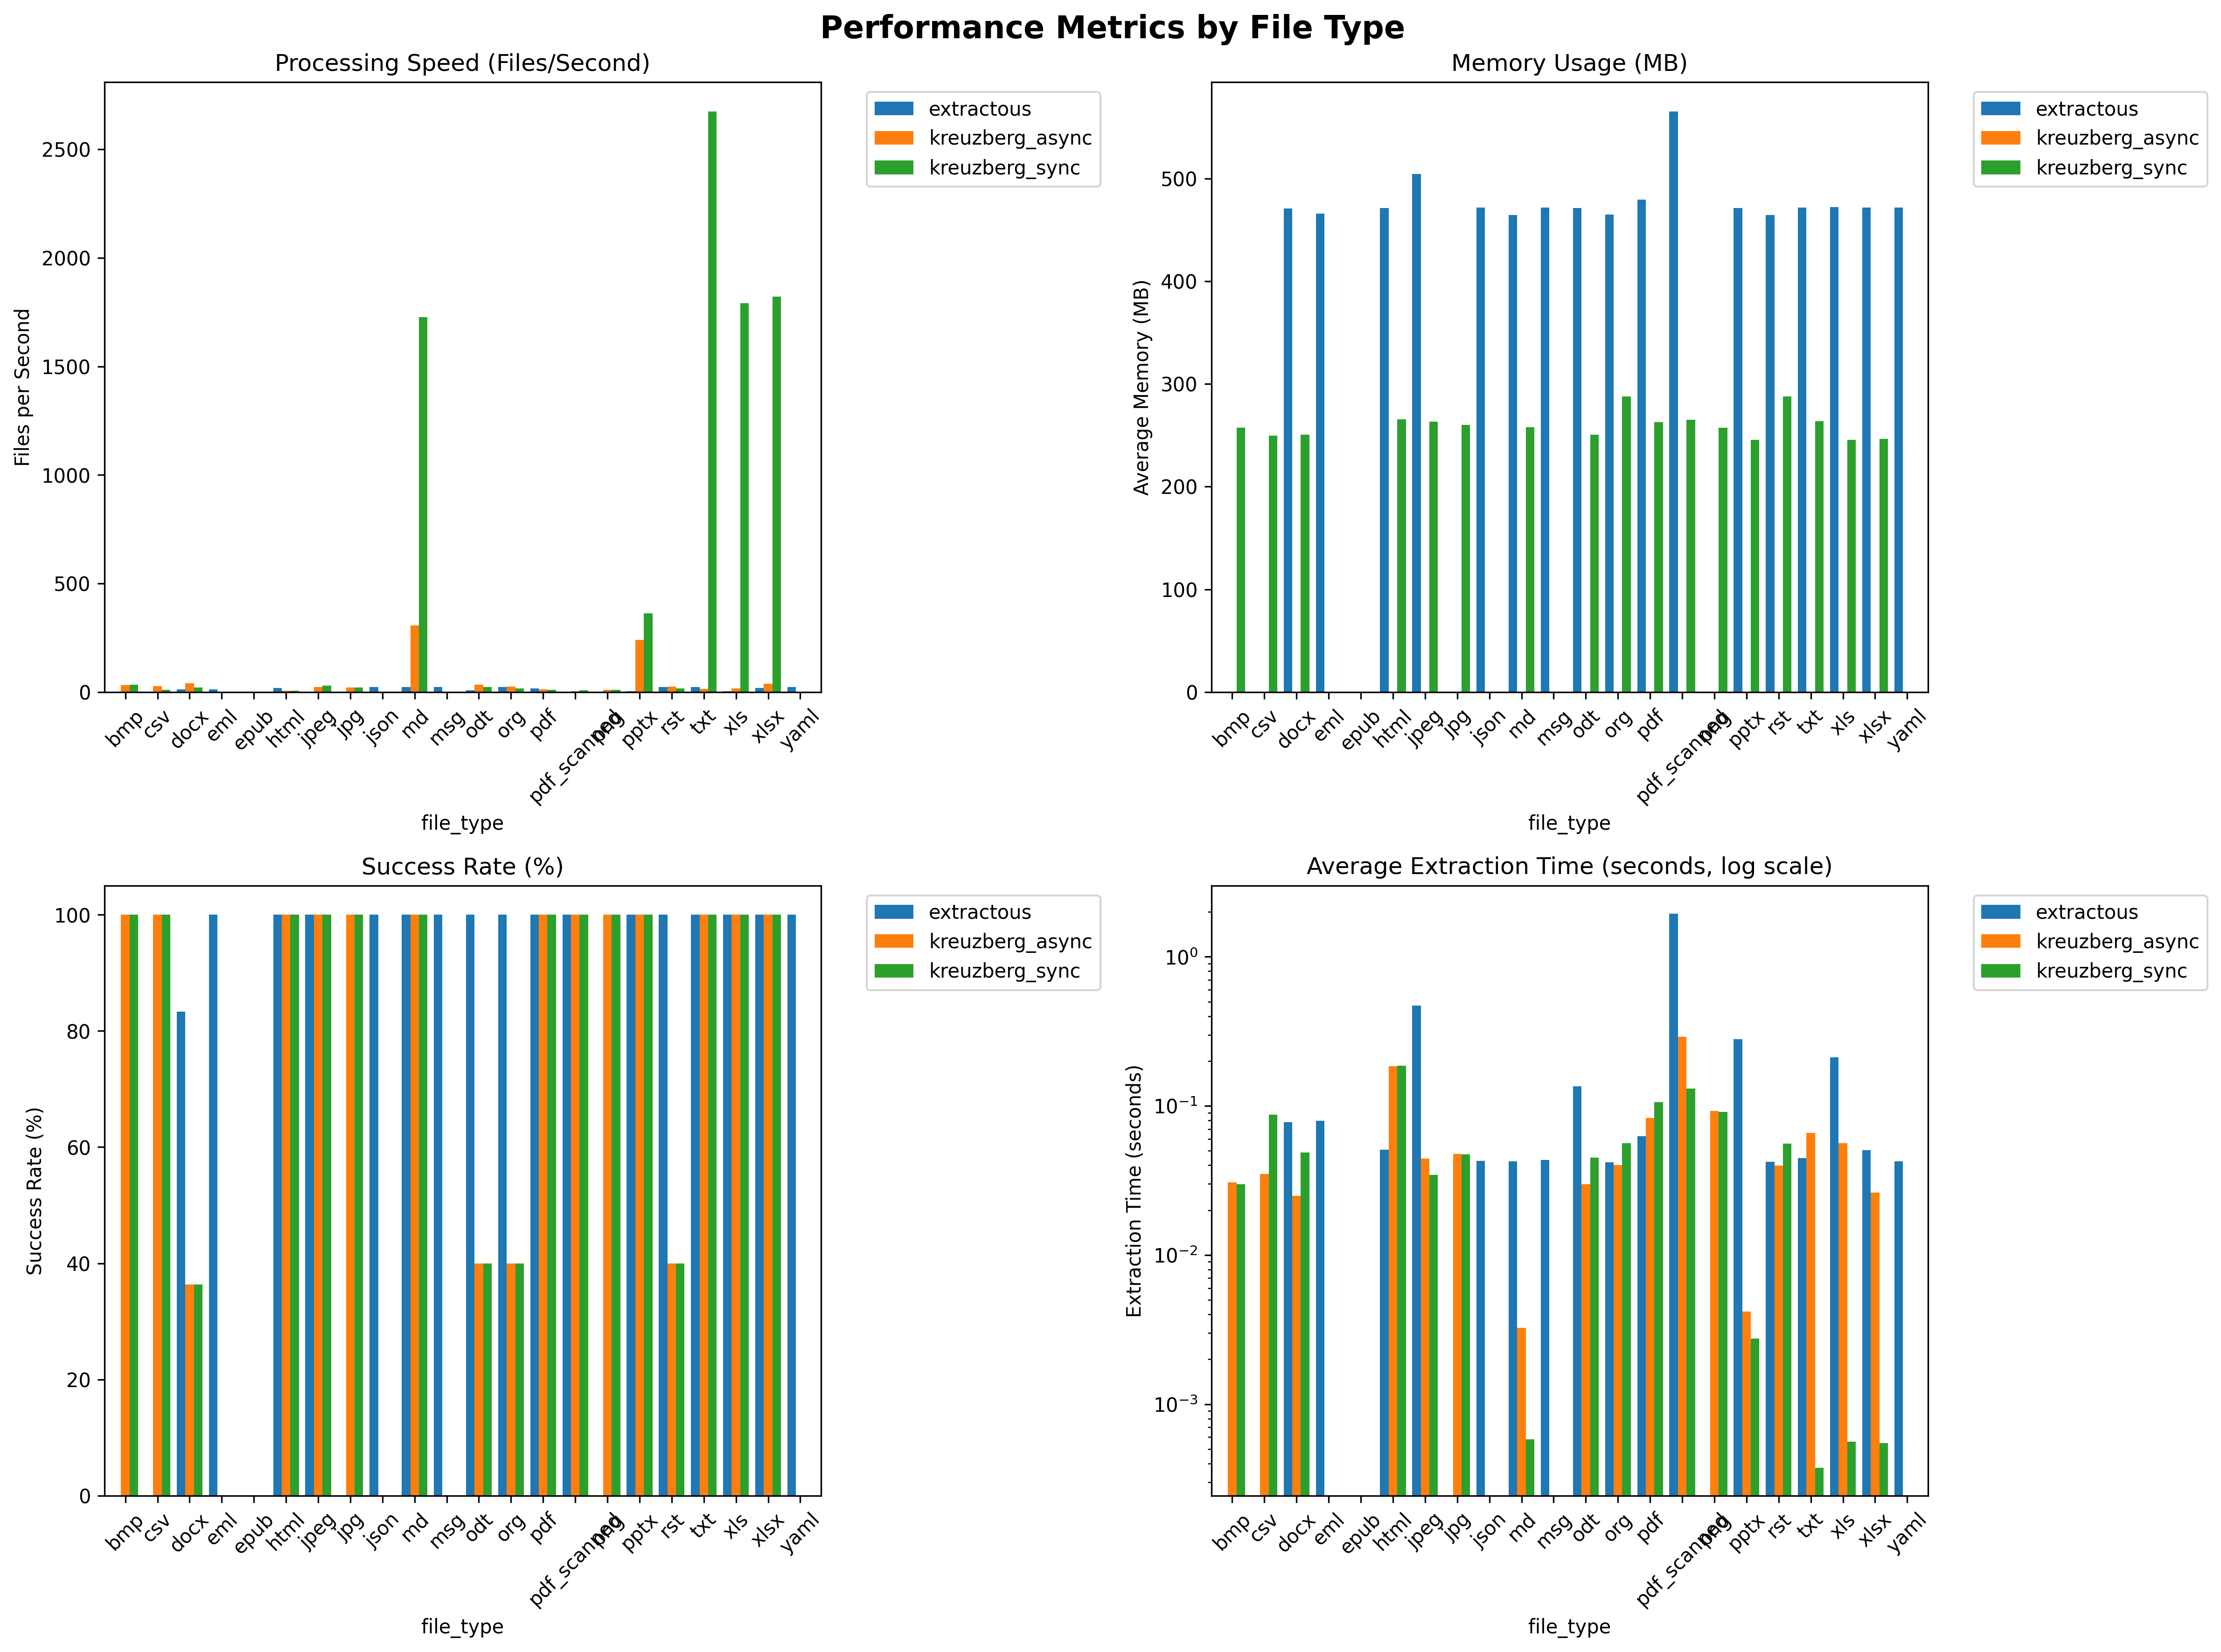 Performance Metrics by File Type
Processing Speed (Files/Second)
Files per Second
2500
2000
1500
1000
500
0
bmp
csv
docx
eml
epub
html
jpeg
jpg
json
md
msg
odt
org
pdf
pdf_scanned
png
pptx
rst
txt
xls
xlsx
yaml
file_type
extractous
kreuzberg_async
kreuzberg_sync
Memory Usage (MB)
Average Memory (MB)
500
400
300
200
100
0
bmp
csv
docx
eml
epub
html
jpeg
jpg
json
md
msg
odt
org
pdf
pdf_scanned
png
pptx
rst
txt
xls
xlsx
yaml
file_type
extractous
kreuzberg_async
kreuzberg_sync
Success Rate (%)
Success Rate (%)
100
80
60
40
20
0
bmp
csv
docx
eml
epub
html
jpeg
jpg
json
md
msg
odt
org
pdf
pdf_scanned
png
pptx
rst
txt
xls
xlsx
yaml
file_type
extractous
kreuzberg_async
kreuzberg_sync
Average Extraction Time (seconds, log scale)
Extraction Time (seconds)
10⁰
10⁻¹
10⁻²
10⁻³
bmp
csv
docx
eml
epub
html
jpeg
jpg
json
md
msg
odt
org
pdf
pdf_scanned
png
pptx
rst
txt
xls
xlsx
yaml
file_type
extractous
kreuzberg_async
kreuzberg_sync